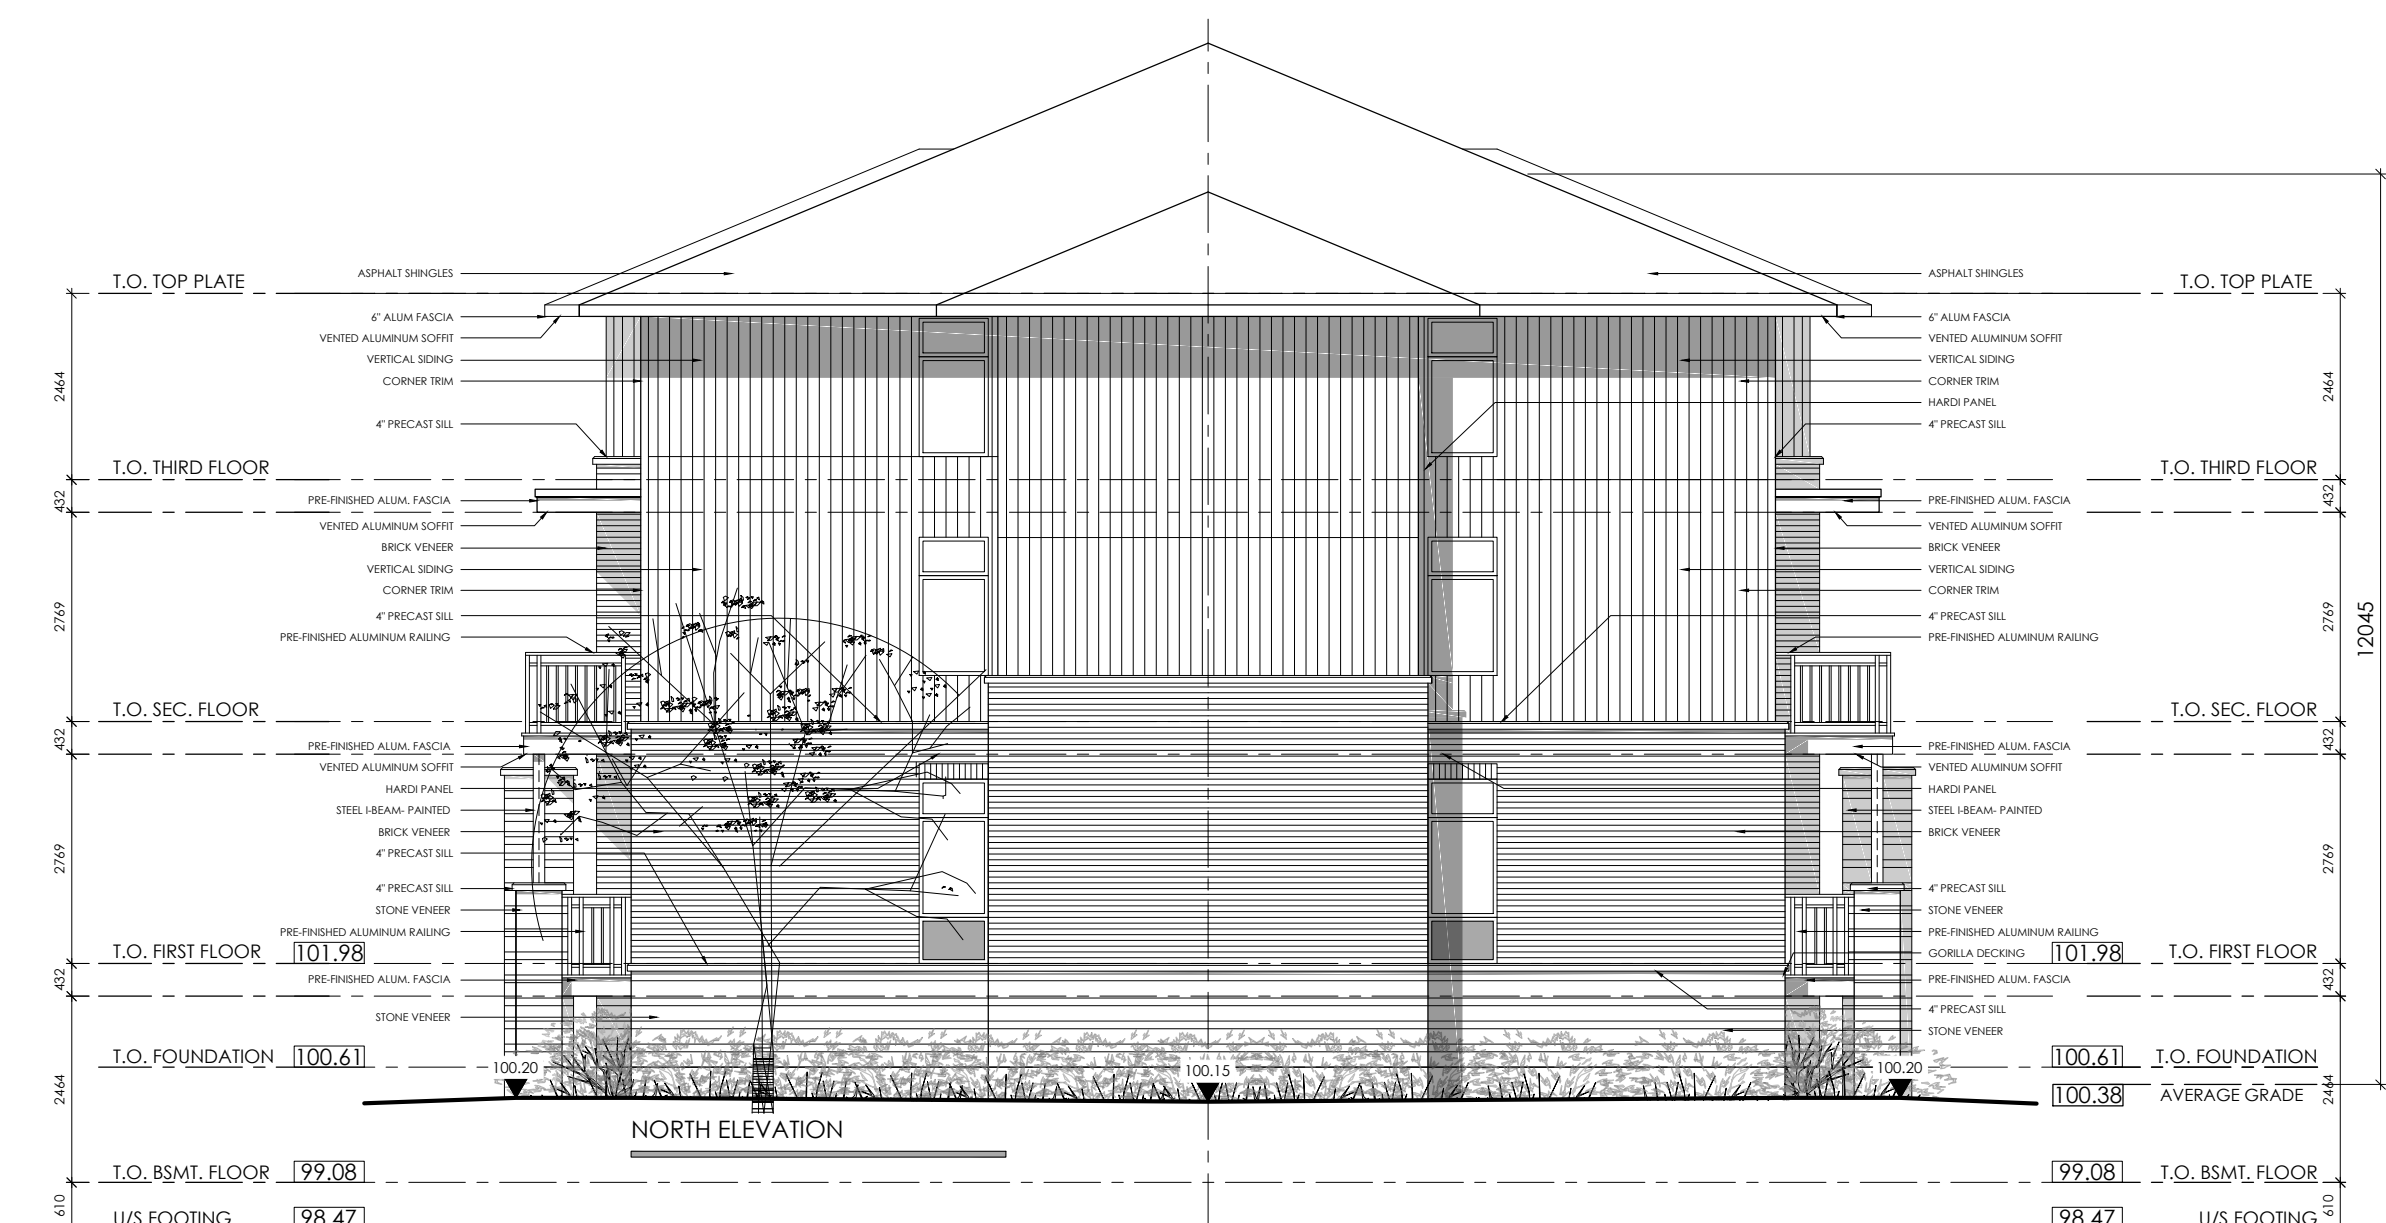 T.O. TOP PLATE
ASPHALT SHINGLES
6" ALUM FASCIA
VENTED ALUMINUM SOFFIT
VERTICAL SIDING
CORNER TRIM
2464
4" PRECAST SILL
T.O. THIRD FLOOR
432
PRE-FINISHED ALUM. FASCIA
VENTED ALUMINUM SOFFIT
BRICK VENEER
VERTICAL SIDING
CORNER TRIM
2769
4" PRECAST SILL
PRE-FINISHED ALUMINUM RAILING
T.O. SEC. FLOOR
432
PRE-FINISHED ALUM. FASCIA
VENTED ALUMINUM SOFFIT
HARDI PANEL
STEEL I-BEAM- PAINTED
BRICK VENEER
2769
4" PRECAST SILL
4" PRECAST SILL
STONE VENEER
PRE-FINISHED ALUMINUM RAILING
T.O. FIRST FLOOR 101.98
432
PRE-FINISHED ALUM. FASCIA
STONE VENEER
T.O. FOUNDATION 100.61
2464
100.20
100.15
100.20
NORTH ELEVATION
T.O. BSMT. FLOOR 99.08
610
U/S FOOTING 98.47
ASPHALT SHINGLES
T.O. TOP PLATE
6" ALUM FASCIA
VENTED ALUMINUM SOFFIT
VERTICAL SIDING
CORNER TRIM
2464
HARDI PANEL
4" PRECAST SILL
T.O. THIRD FLOOR
432
PRE-FINISHED ALUM. FASCIA
VENTED ALUMINUM SOFFIT
BRICK VENEER
VERTICAL SIDING
CORNER TRIM
2769
12045
4" PRECAST SILL
PRE-FINISHED ALUMINUM RAILING
T.O. SEC. FLOOR
432
PRE-FINISHED ALUM. FASCIA
VENTED ALUMINUM SOFFIT
HARDI PANEL
STEEL I-BEAM- PAINTED
BRICK VENEER
2769
4" PRECAST SILL
STONE VENEER
PRE-FINISHED ALUMINUM RAILING
GORILLA DECKING
101.98 T.O. FIRST FLOOR
432
PRE-FINISHED ALUM. FASCIA
4" PRECAST SILL
STONE VENEER
100.61 T.O. FOUNDATION
2464
100.38 AVERAGE GRADE
99.08 T.O. BSMT. FLOOR
610
98.47 U/S FOOTING